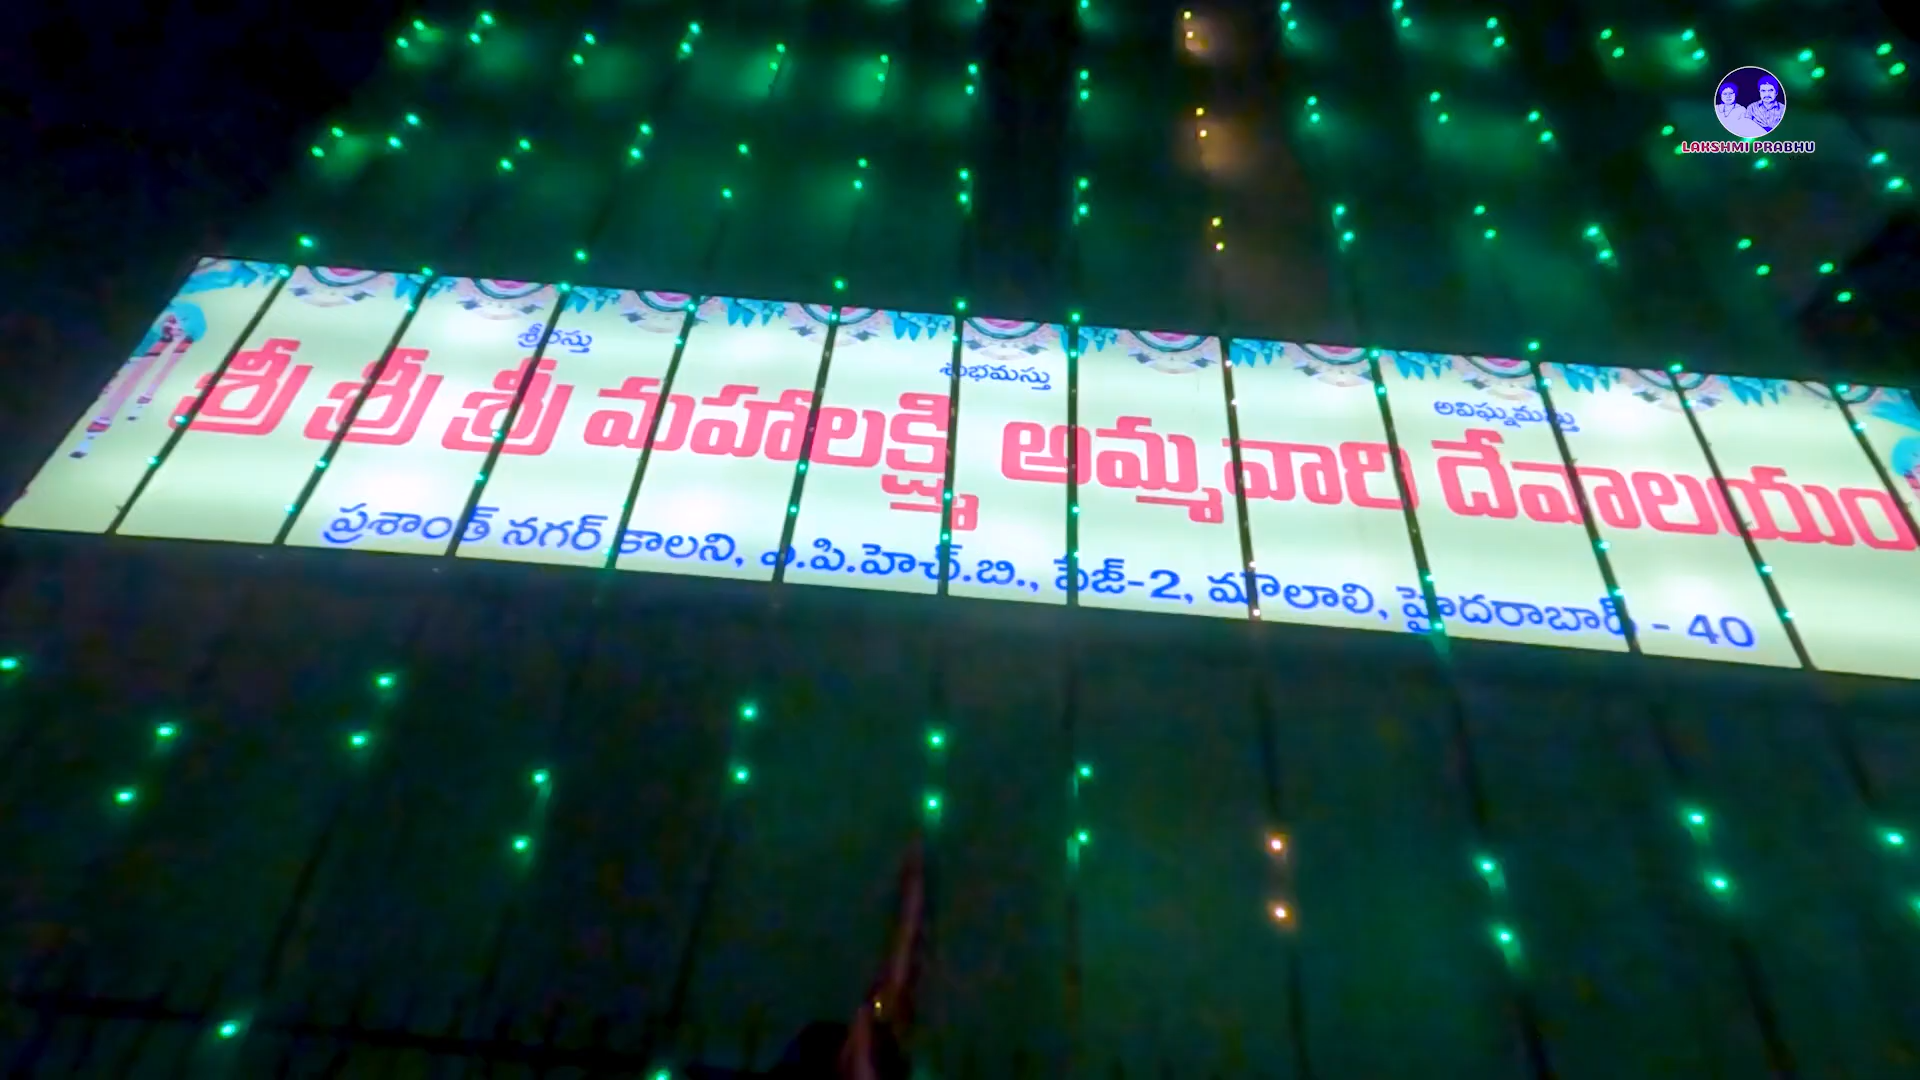 LAKSHMI PRABHU
శ్రీరస్తు
శుభమస్తు
అవిఘ్నమస్తు
శ్రీ శ్రీ శ్రీ మహాలక్ష్మి అమ్మవారి దేవాలయం
ప్రశాంత్ నగర్ కాలని, ఎ.పి.హెచ్.బి., ఫేజ్-2, మౌలాలి, హైదరాబాద్ - 40